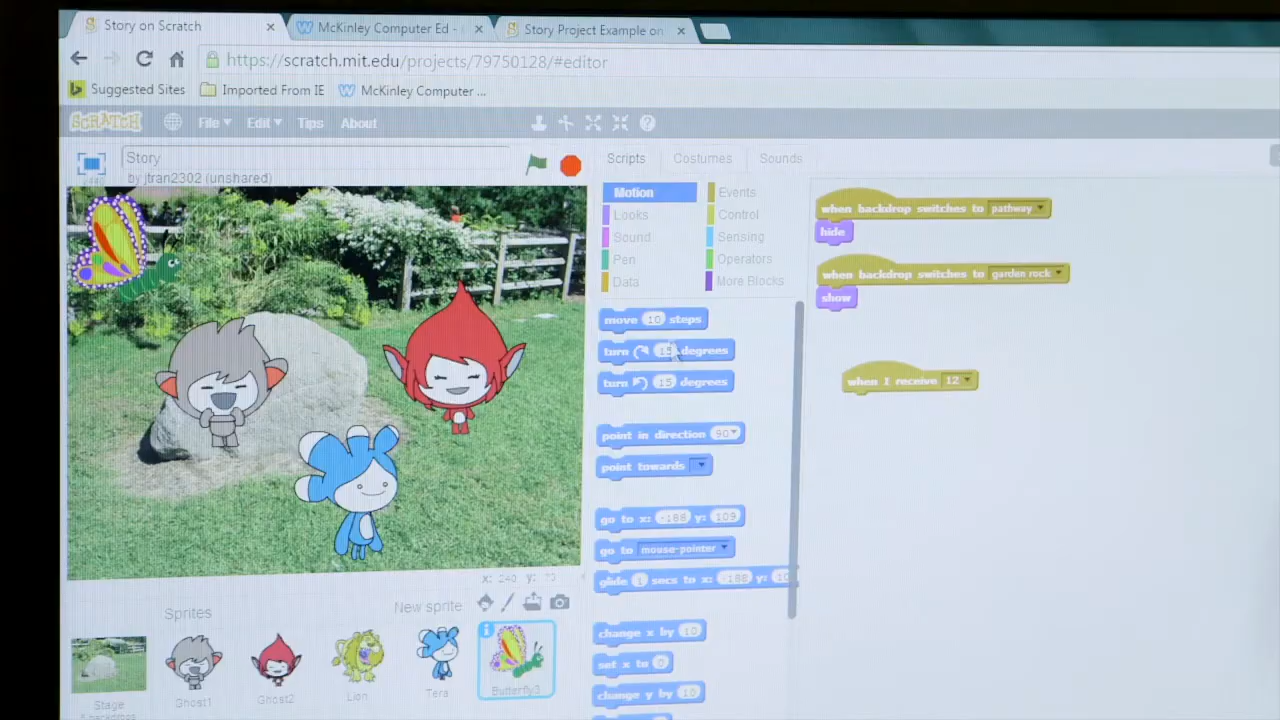 Story on Scratch
McKinley Computer Ed -
Story Project Example on
https://scratch.mit.edu/projects/79750128/#editor
Suggested Sites
Imported From IE
McKinley Computer ...
SCRATCH
File
Edit
Tips
About
Story
by jtran2302 (unshared)
Scripts
Costumes
Sounds
Motion
Looks
Sound
Pen
Data
Events
Control
Sensing
Operators
More Blocks
move 10 steps
turn 15 degrees
turn 15 degrees
point in direction 90
point towards
go to x: -188 y: 109
go to mouse-pointer
glide 1 secs to x: -188 y: 10
change x by 10
set x to 0
change y by 10
when backdrop switches to pathway
hide
when backdrop switches to garden rock
show
when I receive 12
x: 240 y: 73
Sprites
New sprite:
Stage
Ghost1
Ghost2
Lion
Tera
Butterfly3